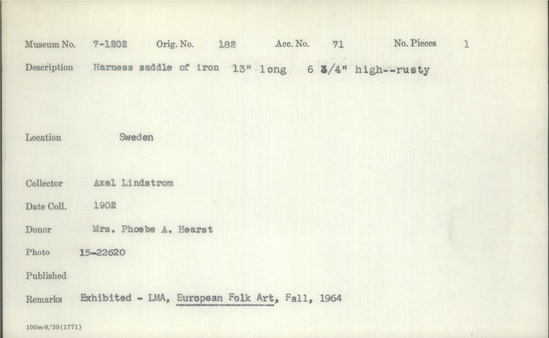 Museum No. 7-1202 Orig. No. 182 Acc. No. 71 No. Pieces 1
Description Harness saddle of iron 13" long 6 3/4" high--rusty
Location Sweden
Collector Axel Lindstrom
Date Coll. 1902
Donor Mrs. Phoebe A. Hearst
Photo 15-22620
Published
Remarks Exhibited - LMA, European Folk Art, Fall, 1964
100m-9,'59(1771)